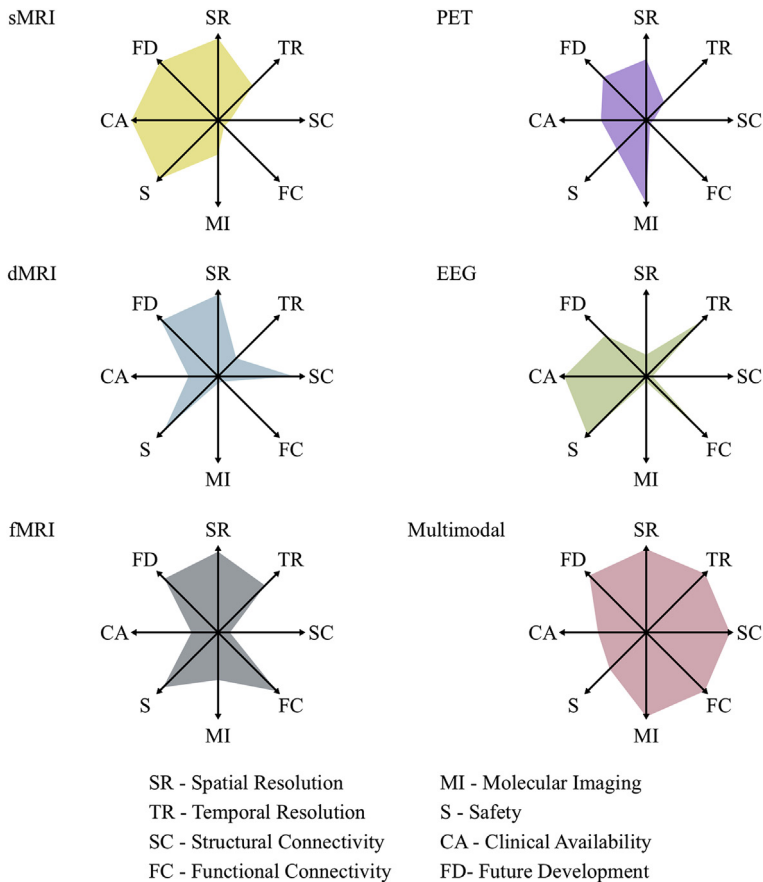 sMRI
SR
FD
TR
CA
SC
S
FC
MI
PET
SR
FD
TR
CA
SC
S
FC
MI
dMRI
SR
FD
TR
CA
SC
S
FC
MI
EEG
SR
FD
TR
CA
SC
S
FC
MI
fMRI
SR
FD
TR
CA
SC
S
FC
MI
Multimodal
SR
FD
TR
CA
SC
S
FC
MI
SR - Spatial Resolution
TR - Temporal Resolution
SC - Structural Connectivity
FC - Functional Connectivity
MI - Molecular Imaging
S - Safety
CA - Clinical Availability
FD- Future Development